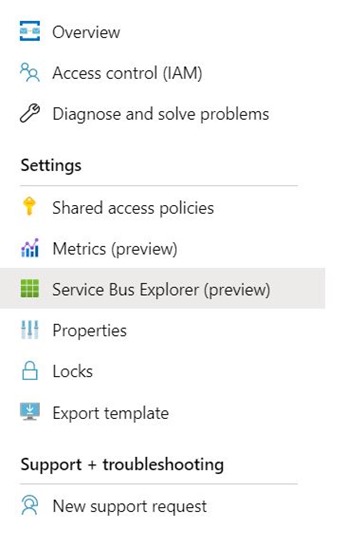 Overview
Access control (IAM)
Diagnose and solve problems
Settings
Shared access policies
Metrics (preview)
Service Bus Explorer (preview)
Properties
Locks
Export template
Support + troubleshooting
New support request